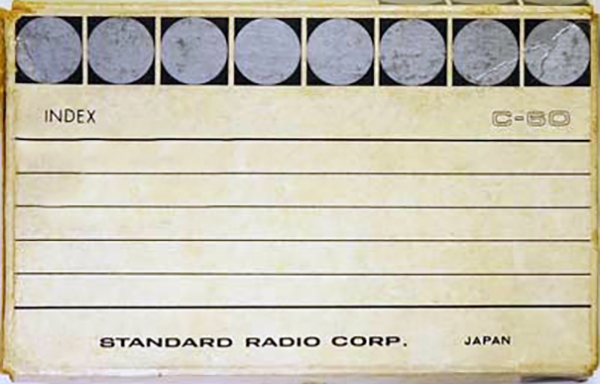 INDEX C-60
STANDARD RADIO CORP. JAPAN